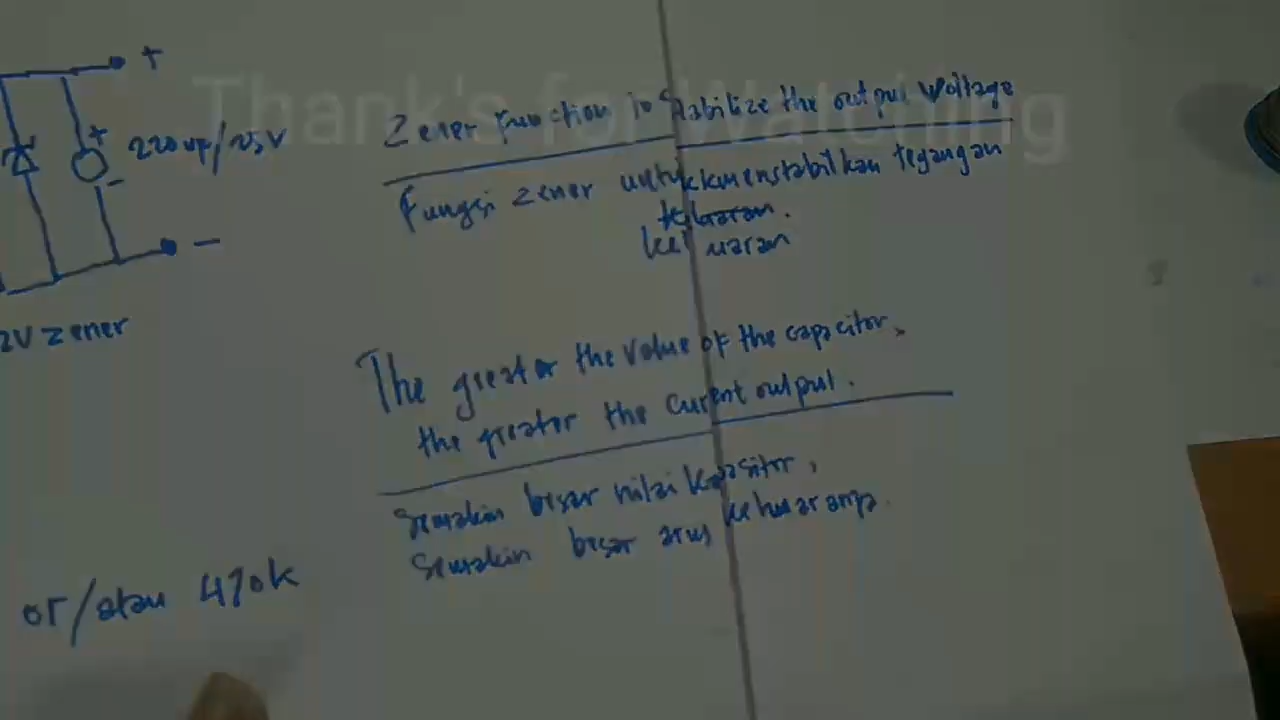 Thank's for Watching
+
+
220uf/25V
-
-
2V zener
Zener function is Stabilize the output Voltage
Fungsi zener untuk menstabilkan tegangan
keluaran
The greater the value of the capacitor,
the greater the current output.
Semakin besar nilai Kapasitor,
Semakin besar arus keluaranya.
or/atau 470k